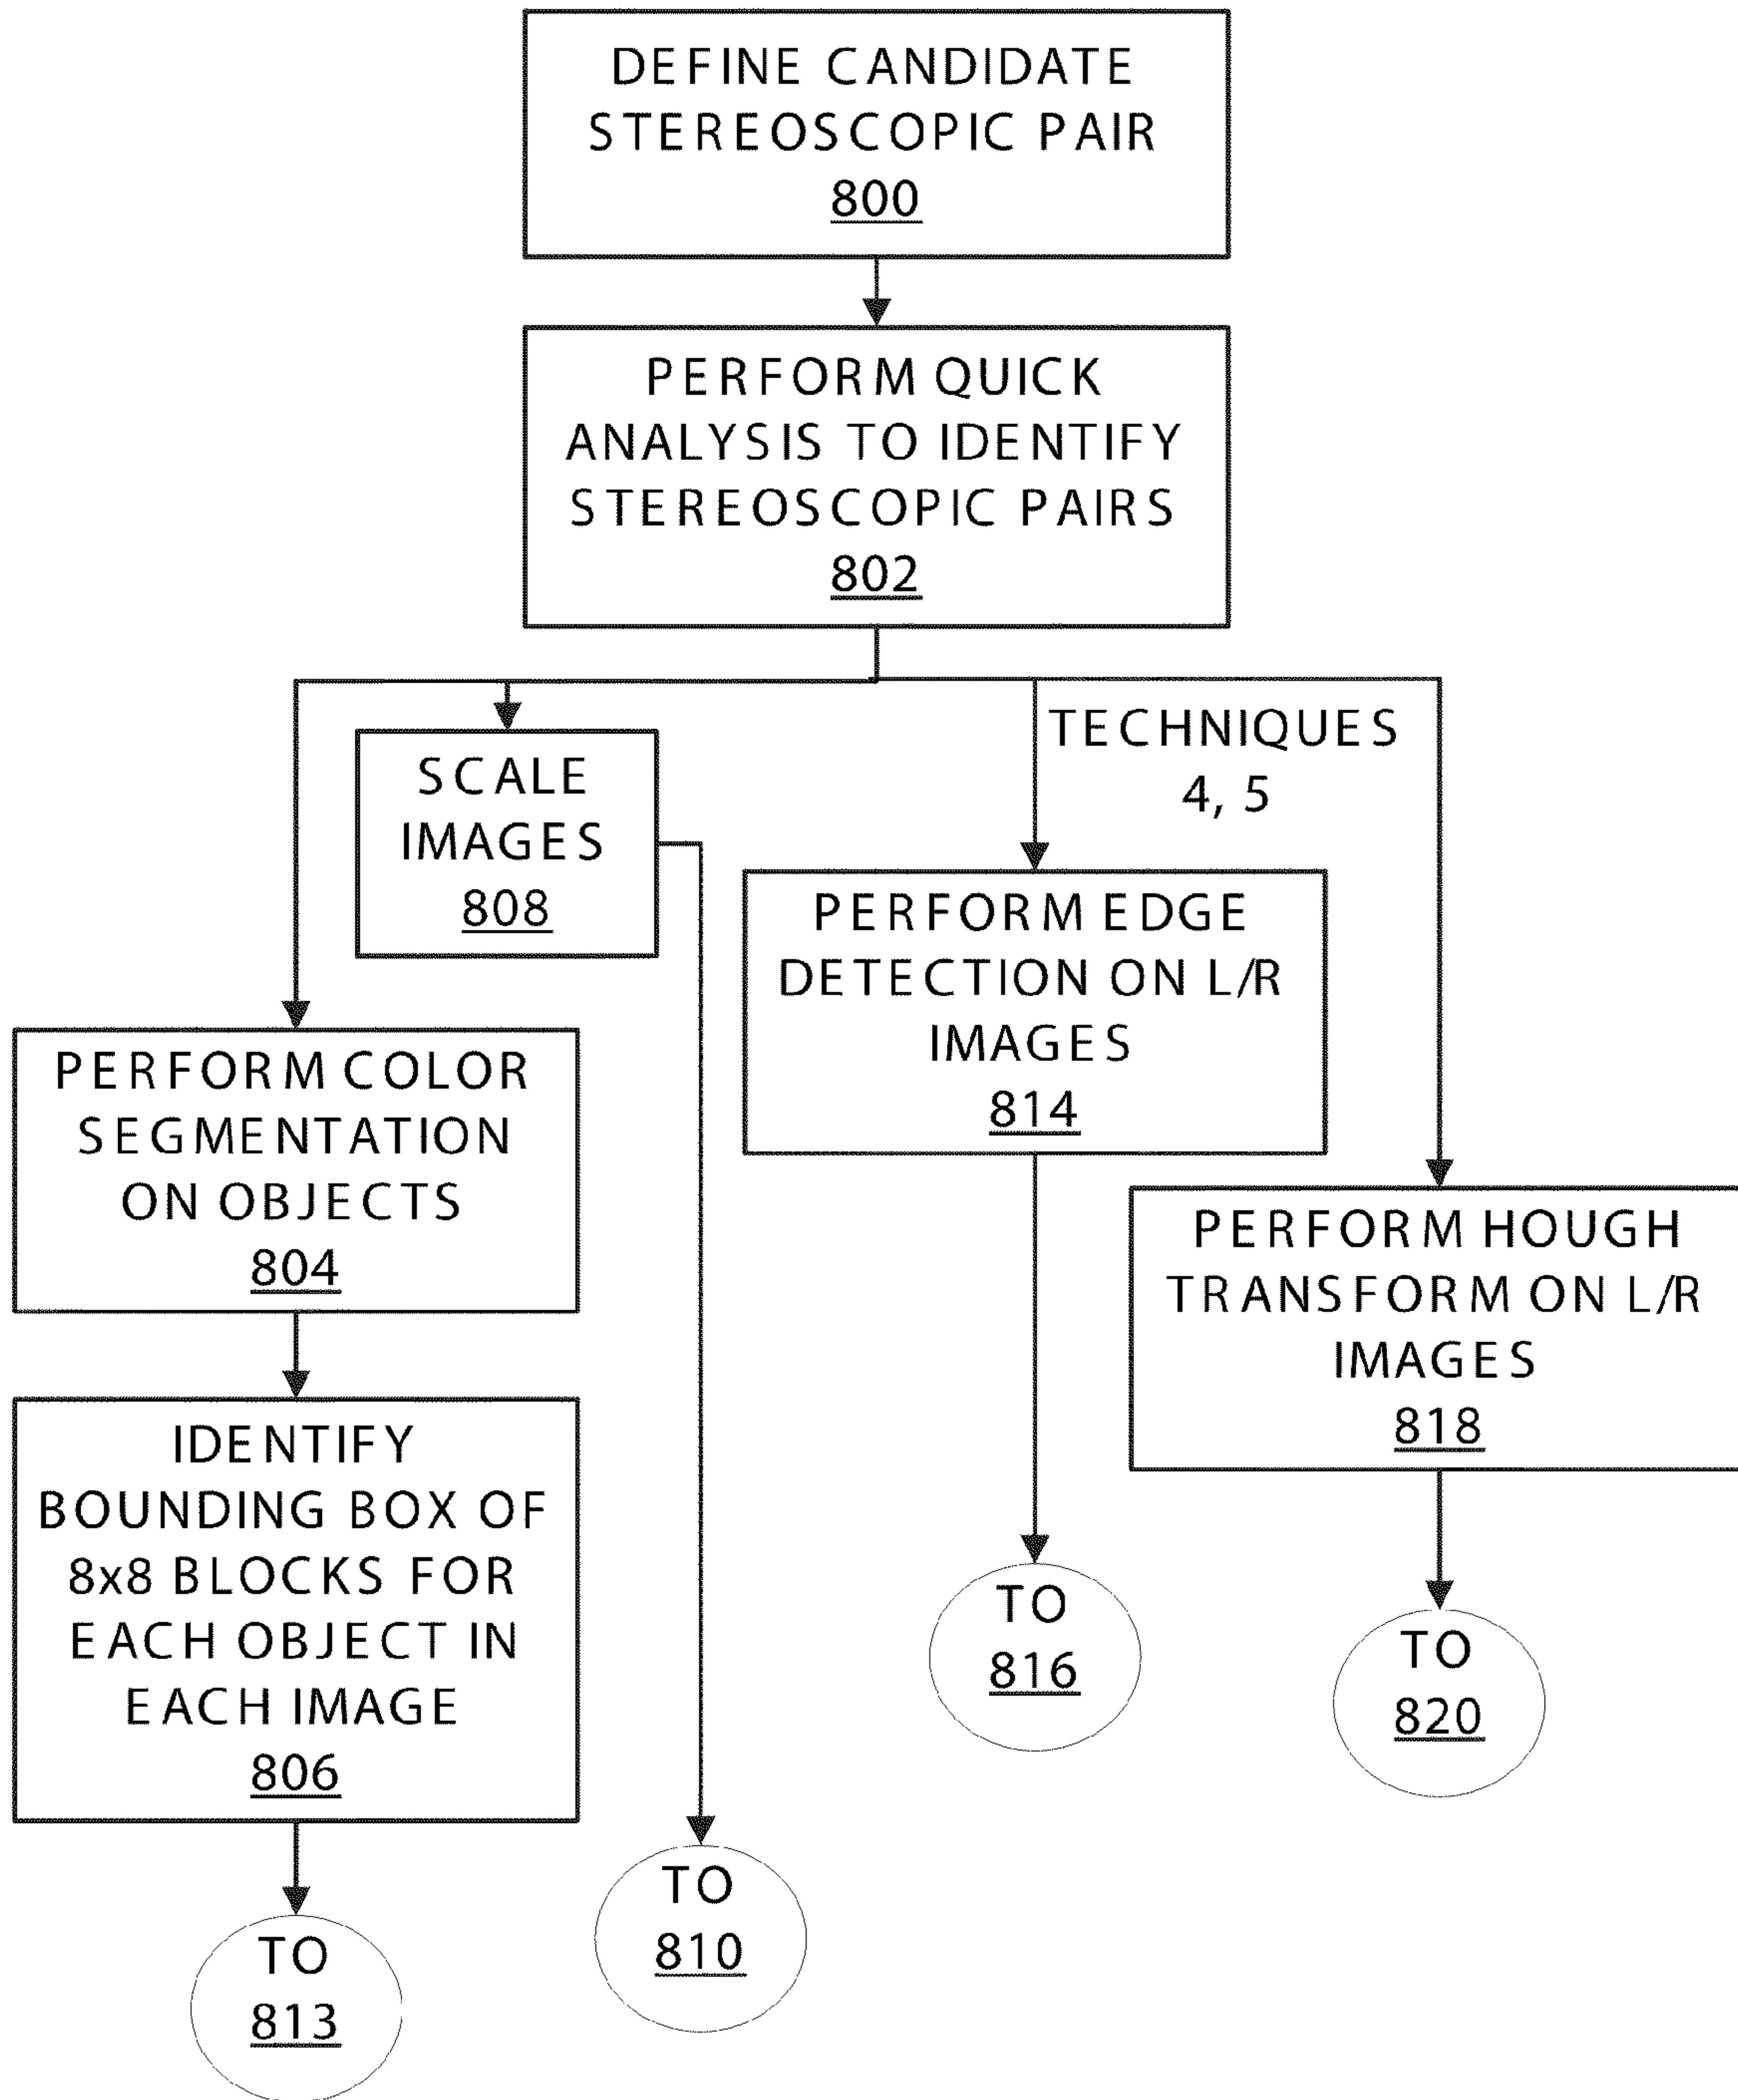 DEFINE CANDIDATE
STEREOSCOPIC PAIR
800
PERFORM QUICK
ANALYSIS TO IDENTIFY
STEREOSCOPIC PAIRS
802
SCALE
IMAGES
808
TECHNIQUES
4, 5
PERFORM EDGE
DETECTION ON L/R
IMAGES
814
PERFORM COLOR
SEGMENTATION
ON OBJECTS
804
PERFORM HOUGH
TRANSFORM ON L/R
IMAGES
818
IDENTIFY
BOUNDING BOX OF
8x8 BLOCKS FOR
EACH OBJECT IN
EACH IMAGE
806
TO
816
TO
820
TO
810
TO
813